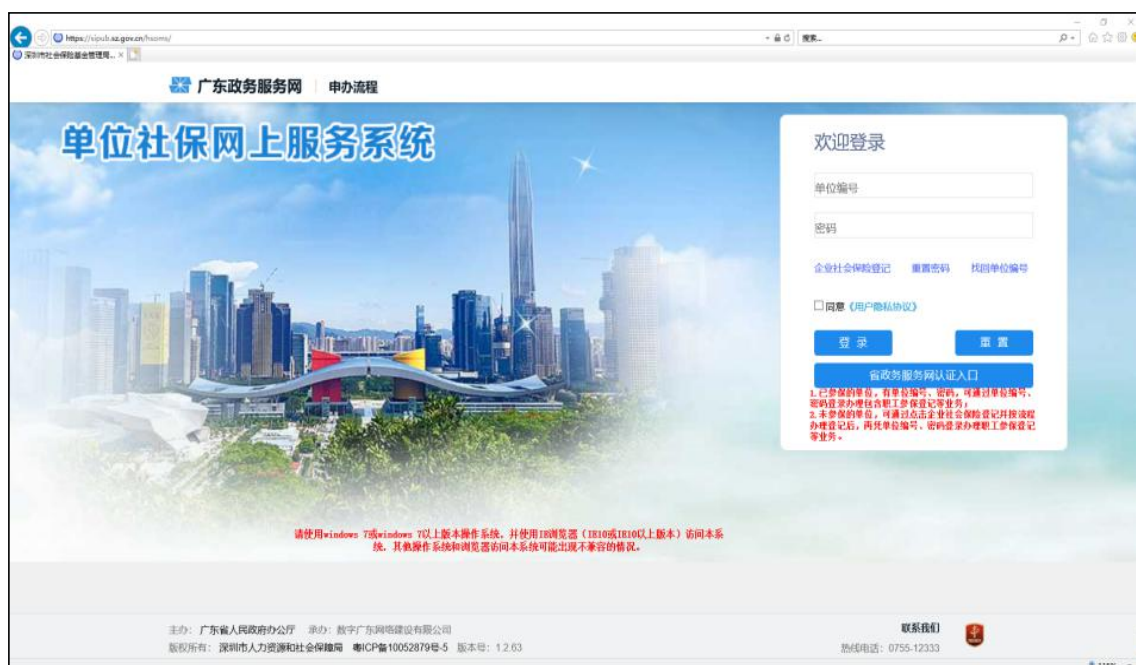 https://sipub.sz.gov.cn/hsoms/
搜索...
深圳市社会保险基金管理局...
广东政务服务网
申办流程
单位社保网上服务系统
欢迎登录
单位编号
密码
企业社会保险登记 重置密码 找回单位编号
同意《用户隐私协议》
登录 重置
省政务服务网认证入口
1.已参保的单位,有单位编号、密码,可通过单位编号、
密码登录办理包含职工参保登记等业务;
2.未参保的单位,可通过点击企业社会保险登记并按流程
办理登记后,再凭单位编号、密码登录办理职工参保登记
等业务。
请使用windows 7或windows 7以上版本操作系统,并使用IE浏览器(IE10或IE10以上版本)访问本系
统,其他操作系统和浏览器访问本系统可能出现不兼容的情况。
主办:广东省人民政府办公厅 承办:数字广东网络建设有限公司
版权所有:深圳市人力资源和社会保障局 粤ICP备10052879号-5 版本号:1.2.63
联系我们
热线电话:0755-12333